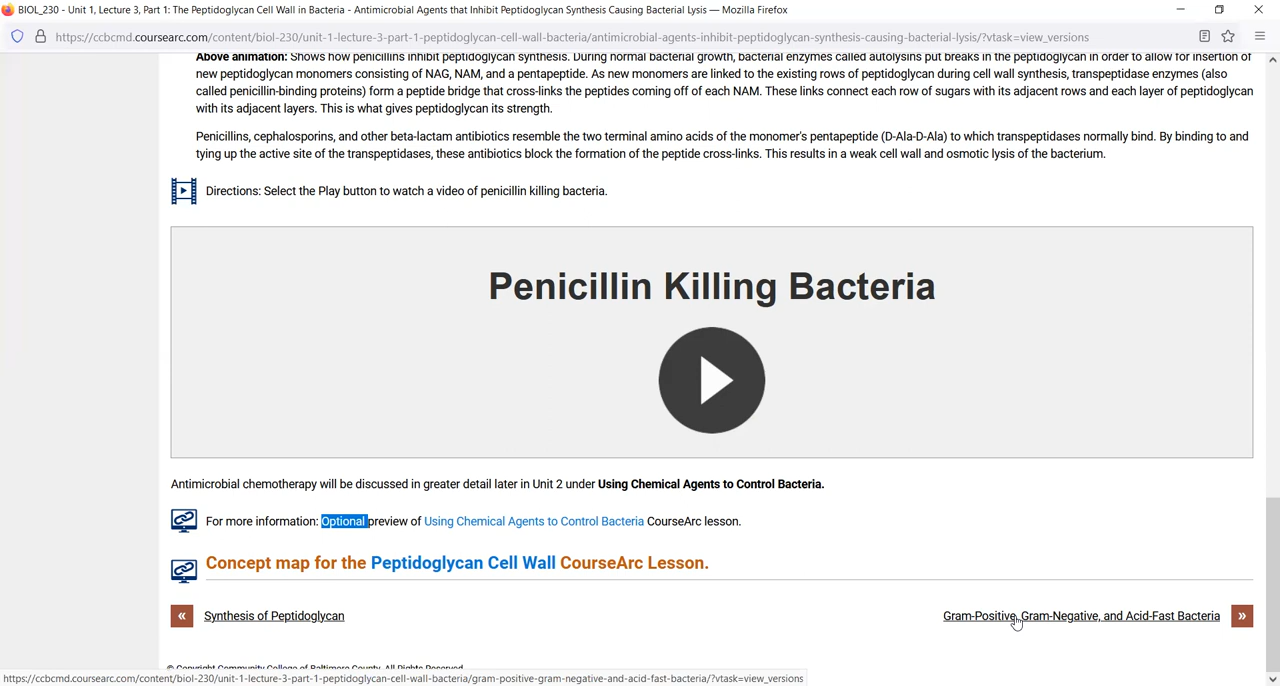 BIOL_230 - Unit 1, Lecture 3, Part 1: The Peptidoglycan Cell Wall in Bacteria - Antimicrobial Agents that Inhibit Peptidoglycan Synthesis Causing Bacterial Lysis — Mozilla Firefox
https://ccbcmd.coursearc.com/content/biol-230/unit-1-lecture-3-part-1-peptidoglycan-cell-wall-bacteria/antimicrobial-agents-inhibit-peptidoglycan-synthesis-causing-bacterial-lysis/?vtask=view_versions
Above animation: Shows how penicillins inhibit peptidoglycan synthesis. During normal bacterial growth, bacterial enzymes called autolysins put breaks in the peptidoglycan in order to allow for insertion of
new peptidoglycan monomers consisting of NAG, NAM, and a pentapeptide. As new monomers are linked to the existing rows of peptidoglycan during cell wall synthesis, transpeptidase enzymes (also
called penicillin-binding proteins) form a peptide bridge that cross-links the peptides coming off of each NAM. These links connect each row of sugars with its adjacent rows and each layer of peptidoglycan
with its adjacent layers. This is what gives peptidoglycan its strength.
Penicillins, cephalosporins, and other beta-lactam antibiotics resemble the two terminal amino acids of the monomer's pentapeptide (D-Ala-D-Ala) to which transpeptidases normally bind. By binding to and
tying up the active site of the transpeptidases, these antibiotics block the formation of the peptide cross-links. This results in a weak cell wall and osmotic lysis of the bacterium.
Directions: Select the Play button to watch a video of penicillin killing bacteria.
Penicillin Killing Bacteria
Antimicrobial chemotherapy will be discussed in greater detail later in Unit 2 under Using Chemical Agents to Control Bacteria.
For more information: Optional preview of Using Chemical Agents to Control Bacteria CourseArc lesson.
Concept map for the Peptidoglycan Cell Wall CourseArc Lesson.
« Synthesis of Peptidoglycan
Gram-Positive, Gram-Negative, and Acid-Fast Bacteria »
© Copyright Community College of Baltimore County. All Rights Reserved.
https://ccbcmd.coursearc.com/content/biol-230/unit-1-lecture-3-part-1-peptidoglycan-cell-wall-bacteria/gram-positive-gram-negative-and-acid-fast-bacteria/?vtask=view_versions